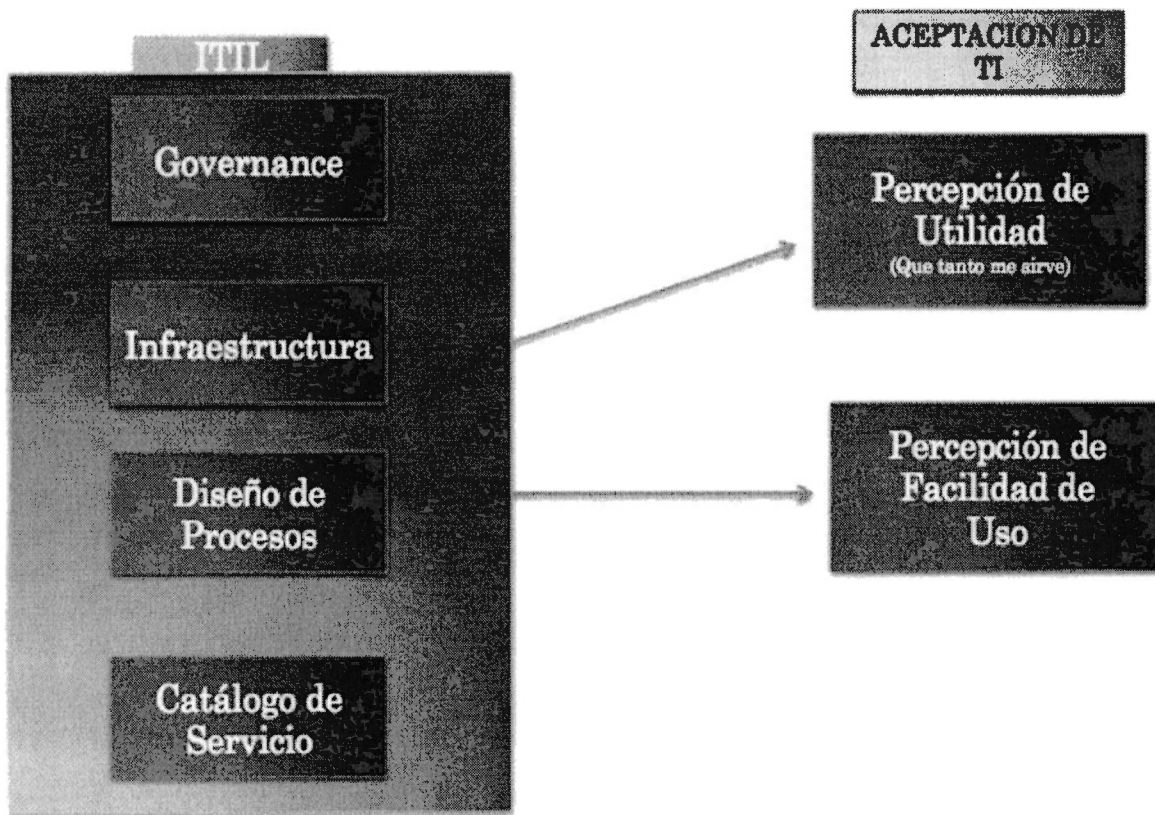 ITIL
Governance
Infraestructura
Diseño de
Procesos
Catálogo de
Servicio
ACEPTACION DE
TI
Percepción de
Utilidad
(Que tanto me sirve)
Percepción de
Facilidad de
Uso